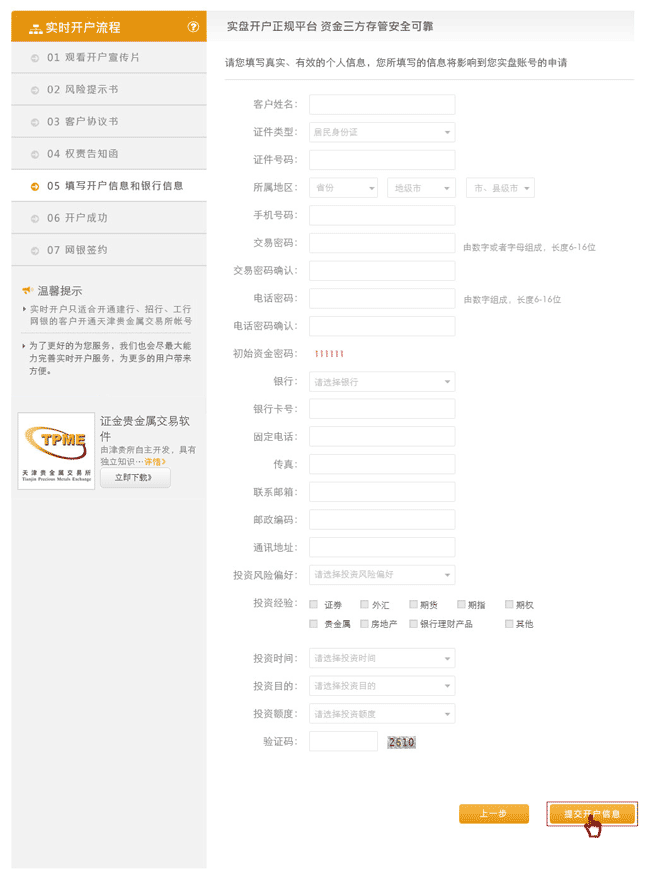 实时开户流程 ?
01 观看开户宣传片
02 风险提示书
03 客户协议书
04 权责告知函
05 填写开户信息和银行信息
06 开户成功
07 网银签约
温馨提示
实时开户只适合开通建行、招行、工行
网银的客户开通天津贵金属交易所帐号
为了更好的为您服务，我们也会尽最大能
力完善实时开户服务，为更多的用户带来
方便。
TPME
天津贵金属交易所
Tianjin Precious Metals Exchange
证金贵金属交易软
件
由津贵所自主开发，具有
独立知识…详情》
立即下载》
实盘开户正规平台 资金三方存管安全可靠
请您填写真实、有效的个人信息，您所填写的信息将影响到您实盘账号的申请
客户姓名：
证件类型： 居民身份证
证件号码：
所属地区： 省份 地级市 市、县级市
手机号码：
交易密码： 由数字或者字母组成，长度6-16位
交易密码确认：
电话密码： 由数字组成，长度6-16位
电话密码确认：
初始资金密码： 111111
银行： 请选择银行
银行卡号：
固定电话：
传真：
联系邮箱：
邮政编码：
通讯地址：
投资风险偏好： 请选择投资风险偏好
投资经验： 证券 外汇 期货 期指 期权
贵金属 房地产 银行理财产品 其他
投资时间： 请选择投资时间
投资目的： 请选择投资目的
投资额度： 请选择投资额度
验证码： 2610
上一步 提交开户信息